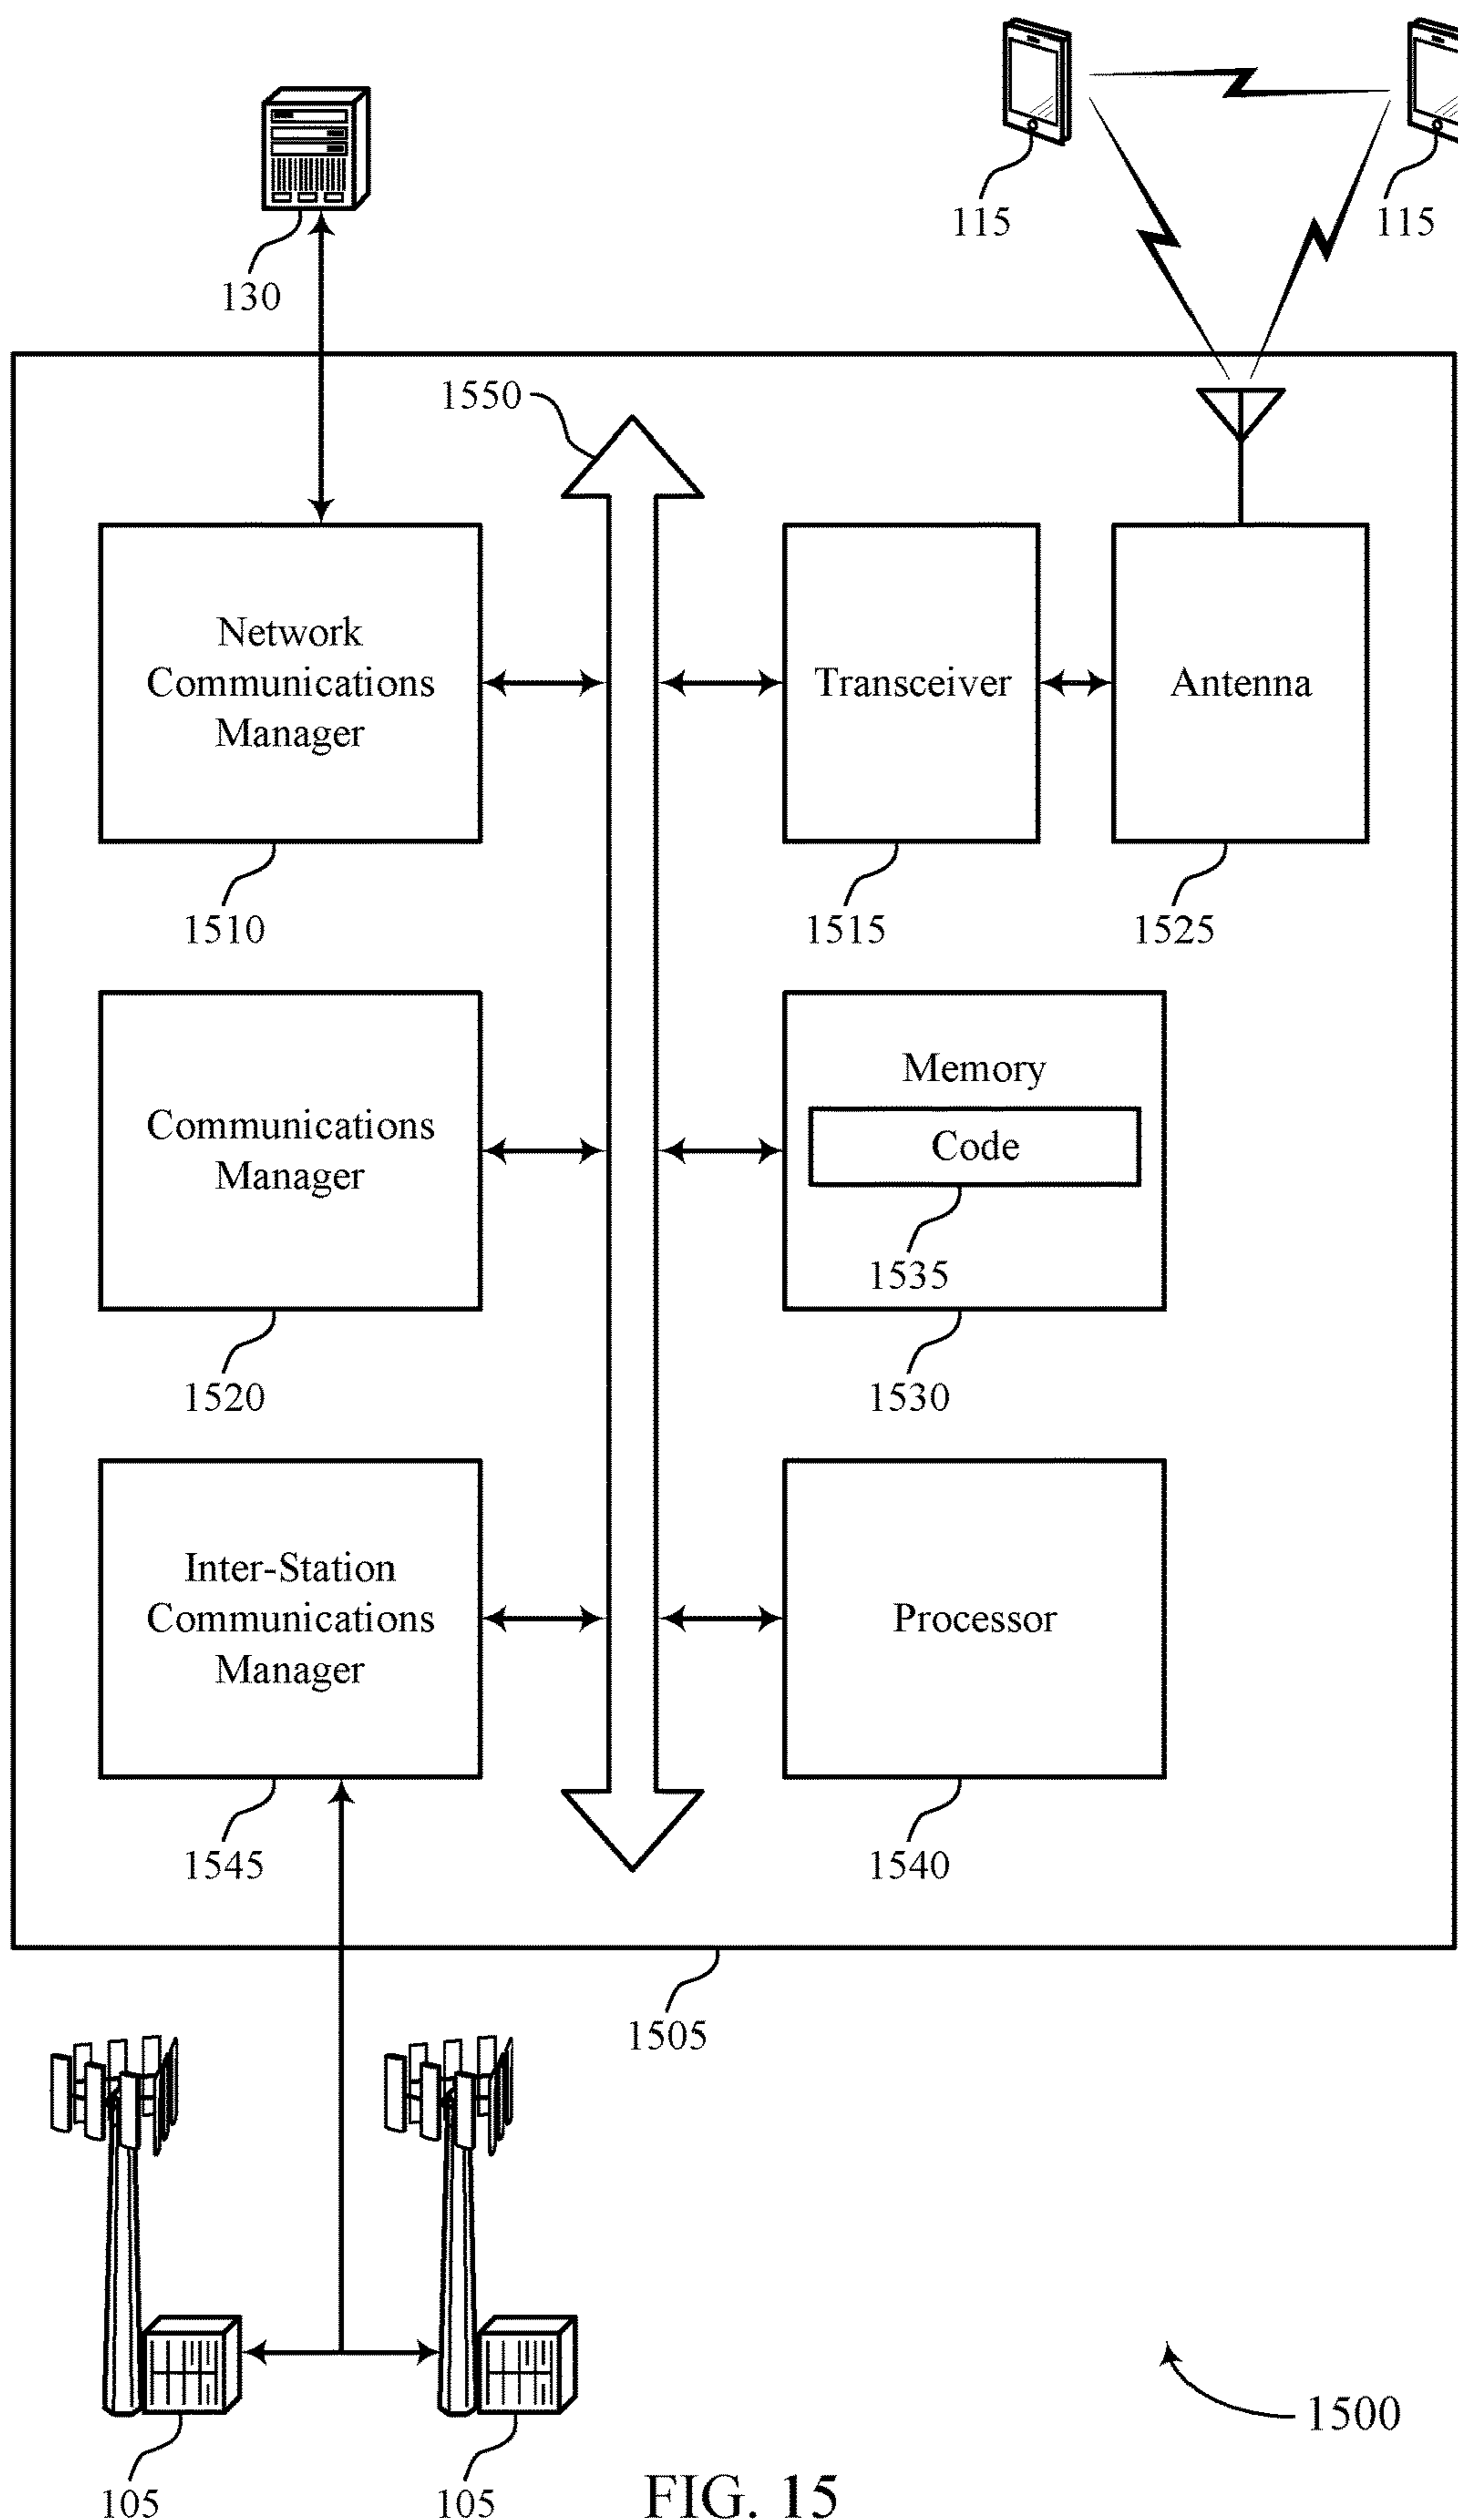 115
115
130
1550
Network
Communications
Manager
Transceiver
Antenna
1510
1515
1525
Communications
Manager
Memory
Code
1535
1520
1530
Inter-Station
Communications
Manager
Processor
1545
1540
1505
1500
105
105
FIG. 15